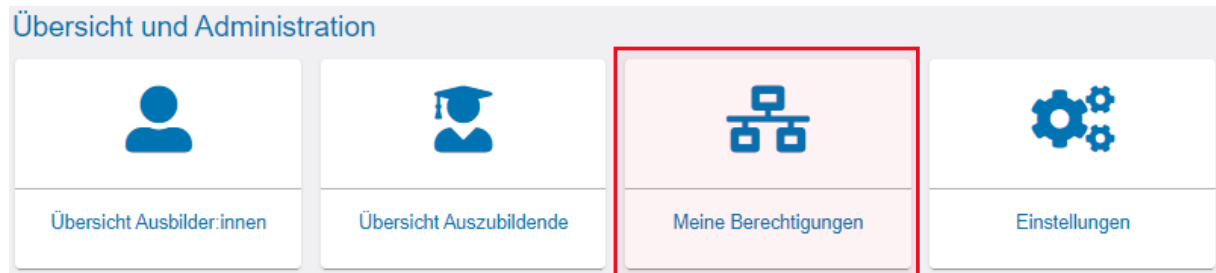 Übersicht und Administration
Übersicht Ausbilder:innen
Übersicht Auszubildende
Meine Berechtigungen
Einstellungen